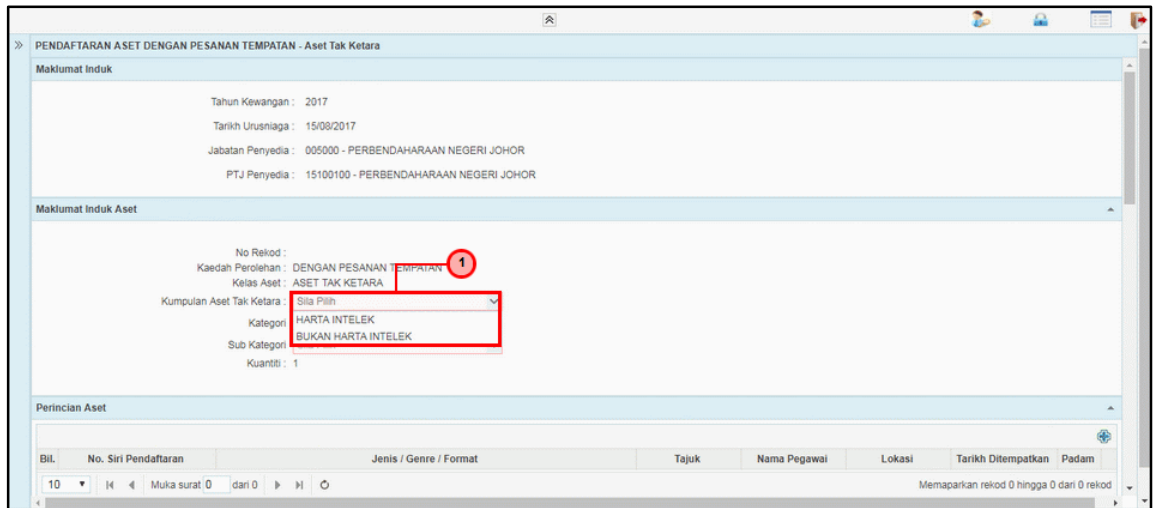 PENDAFTARAN ASET DENGAN PESANAN TEMPATAN - Aset Tak Ketara
Maklumat Induk
Tahun Kewangan : 2017
Tarikh Urusniaga : 15/08/2017
Jabatan Penyedia : 005000 - PERBENDAHARAAN NEGERI JOHOR
PTJ Penyedia : 15100100 - PERBENDAHARAAN NEGERI JOHOR
Maklumat Induk Aset
No Rekod :
Kaedah Perolehan : DENGAN PESANAN TEMPATAN
1
Kelas Aset : ASET TAK KETARA
Kumpulan Aset Tak Ketara : Sila Pilih
Kategori HARTA INTELEK
BUKAN HARTA INTELEK
Sub Kategori
Kuantiti : 1
Perincian Aset
Bil. No. Siri Pendaftaran Jenis / Genre / Format Tajuk Nama Pegawai Lokasi Tarikh Ditempatkan Padam
10 Muka surat 0 dari 0 Memaparkan rekod 0 hingga 0 dari 0 rekod